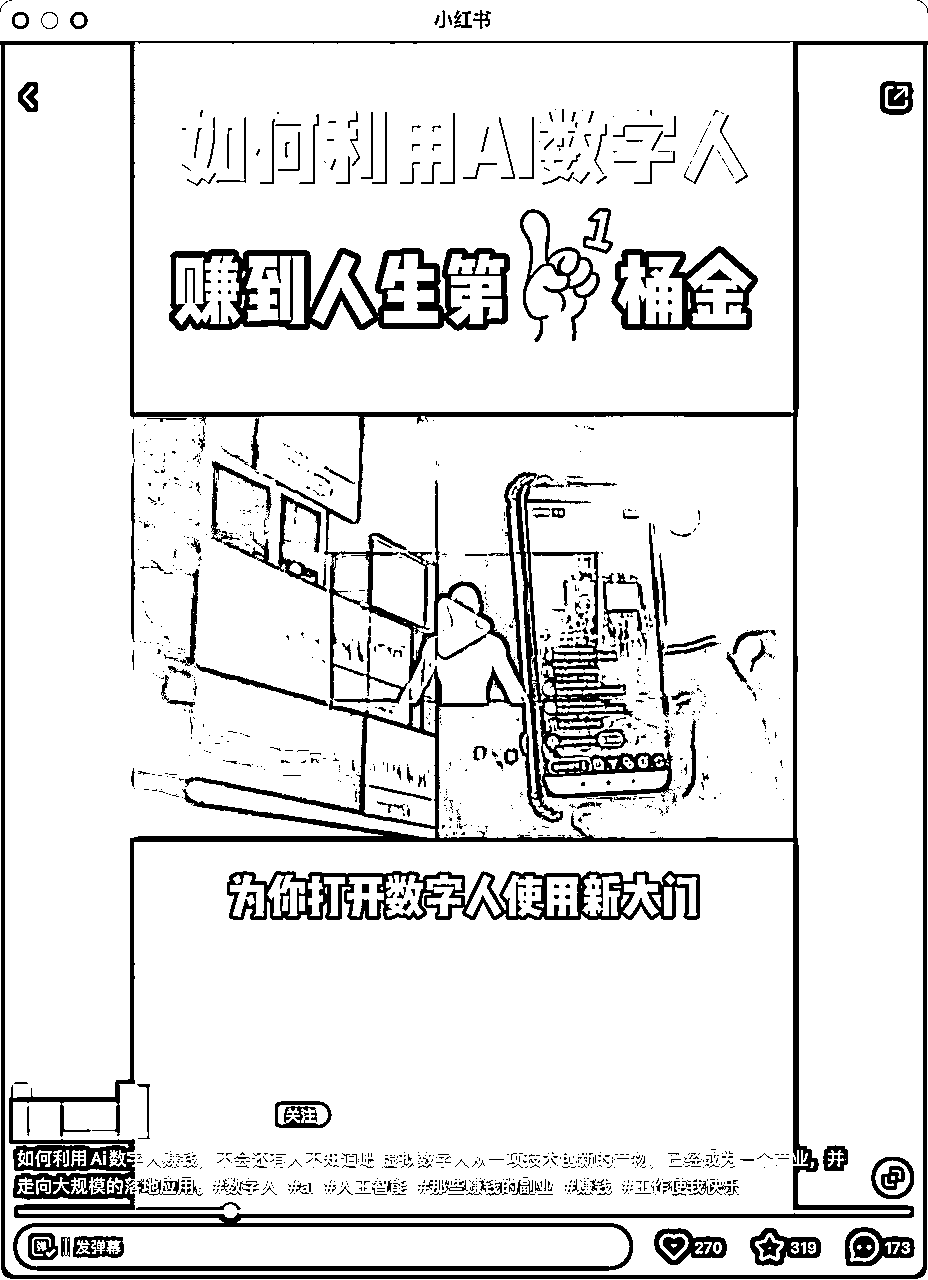 小红书
如何利用AI数字人
赚到人生第1桶金
为你打开数字人使用新大门
关注
如何利用Ai数字人赚钱，不会还有人不知道吧 虚拟数字人从一项技术创新的产物，已经成为一个产业，并
走向大规模的落地应用。#数字人 #ai #人工智能 #那些赚钱的副业 #赚钱 #工作使我快乐
弹 发弹幕 270 319 173